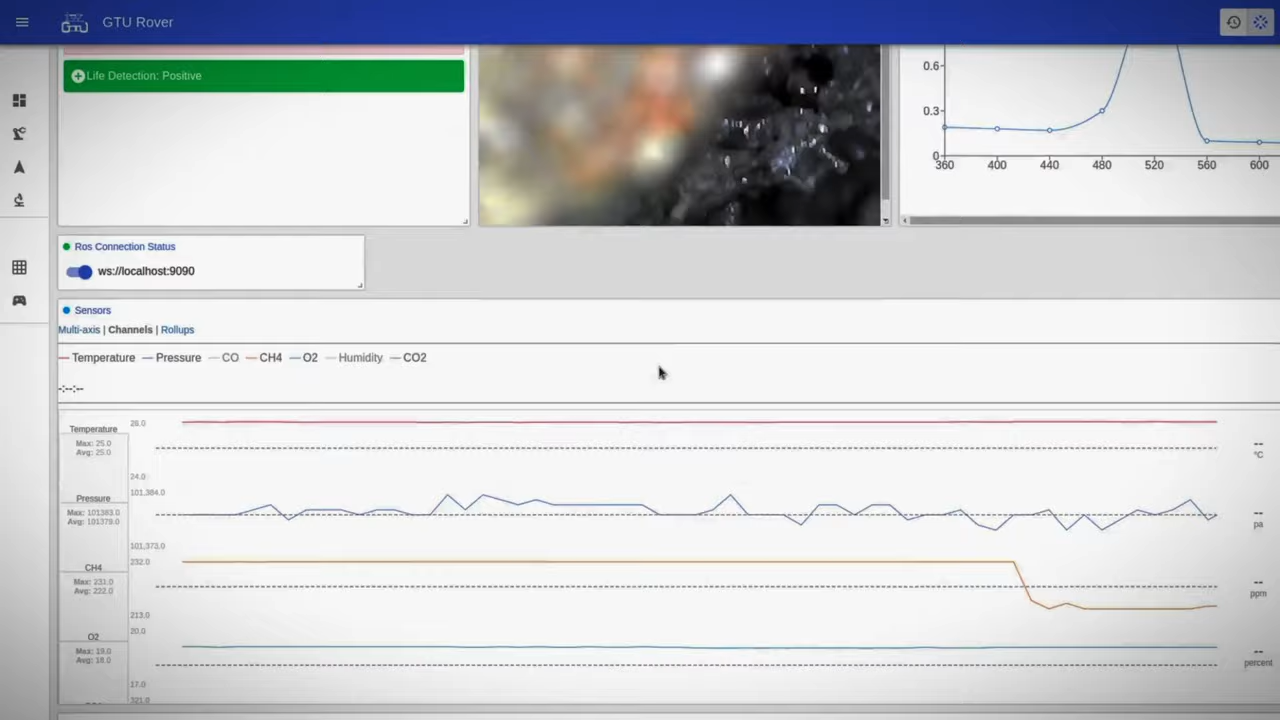 GTU
GTU Rover
Life Detection: Positive
0.6
0.3
0
360 400 440 480 520 560 600
Ros Connection Status
ws://localhost:9090
Sensors
Multi-axis | Channels | Rollups
Temperature Pressure CO CH4 O2 Humidity CO2
-:--:--
Temperature
Max: 25.0
Avg: 25.0
26.0
24.0
--
°C
Pressure
Max: 101383.0
Avg: 101379.0
101,384.0
101,373.0
--
pa
CH4
Max: 231.0
Avg: 222.0
232.0
213.0
--
ppm
O2
Max: 19.0
Avg: 18.0
20.0
17.0
--
percent
321.0